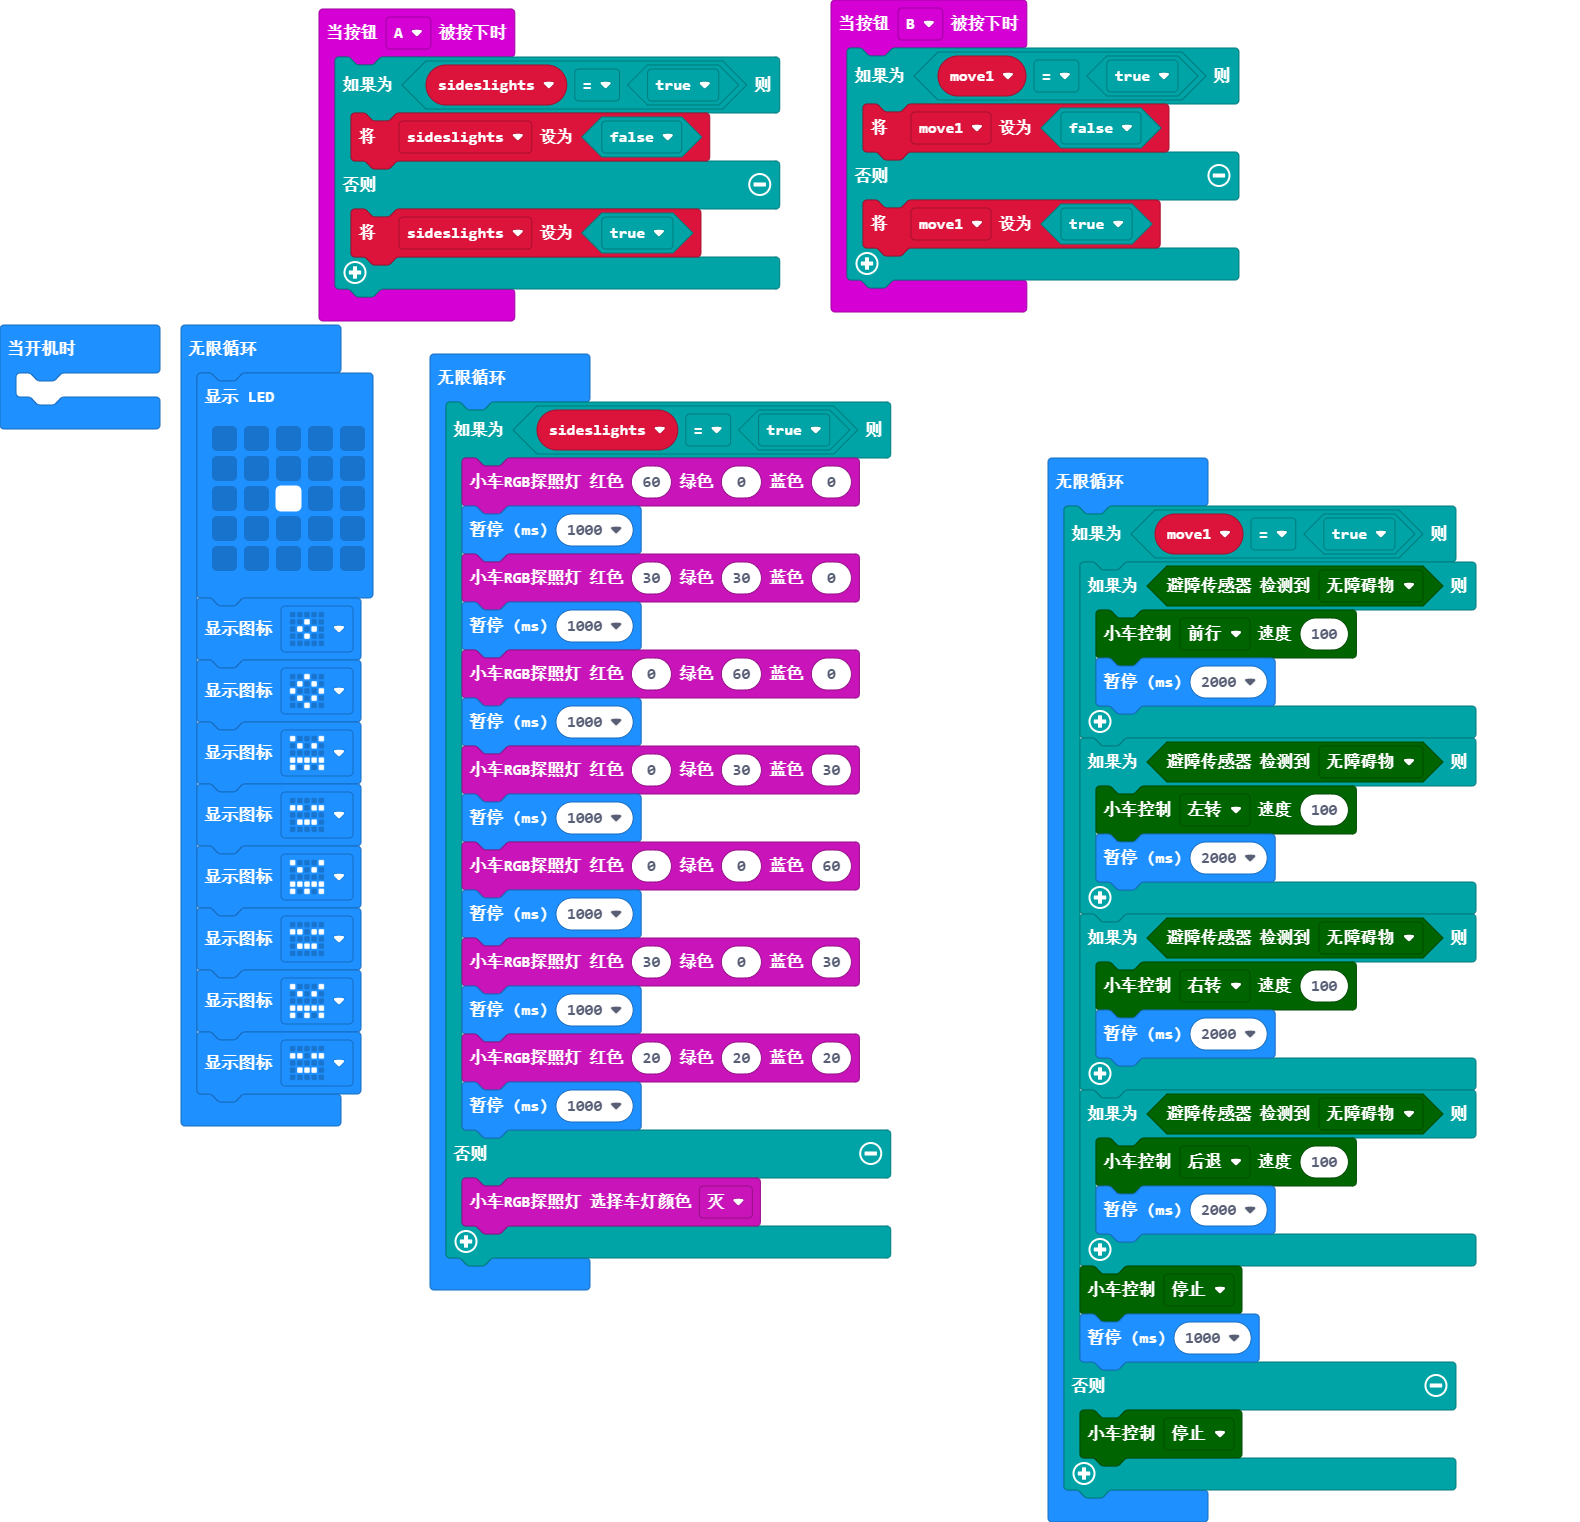 当按钮 A 被按下时
如果为 sideslights = true 则
将 sideslights 设为 false
否则
将 sideslights 设为 true
当按钮 B 被按下时
如果为 move1 = true 则
将 move1 设为 false
否则
将 move1 设为 true
当开机时
无限循环
显示 LED
显示图标
显示图标
显示图标
显示图标
显示图标
显示图标
显示图标
显示图标
无限循环
如果为 sideslights = true 则
小车RGB探照灯 红色 60 绿色 0 蓝色 0
暂停 (ms) 1000
小车RGB探照灯 红色 30 绿色 30 蓝色 0
暂停 (ms) 1000
小车RGB探照灯 红色 0 绿色 60 蓝色 0
暂停 (ms) 1000
小车RGB探照灯 红色 0 绿色 30 蓝色 30
暂停 (ms) 1000
小车RGB探照灯 红色 0 绿色 0 蓝色 60
暂停 (ms) 1000
小车RGB探照灯 红色 30 绿色 0 蓝色 30
暂停 (ms) 1000
小车RGB探照灯 红色 20 绿色 20 蓝色 20
暂停 (ms) 1000
否则
小车RGB探照灯 选择车灯颜色 灭
无限循环
如果为 move1 = true 则
如果为 避障传感器 检测到 无障碍物 则
小车控制 前行 速度 100
暂停 (ms) 2000
如果为 避障传感器 检测到 无障碍物 则
小车控制 左转 速度 100
暂停 (ms) 2000
如果为 避障传感器 检测到 无障碍物 则
小车控制 右转 速度 100
暂停 (ms) 2000
如果为 避障传感器 检测到 无障碍物 则
小车控制 后退 速度 100
暂停 (ms) 2000
小车控制 停止
暂停 (ms) 1000
否则
小车控制 停止